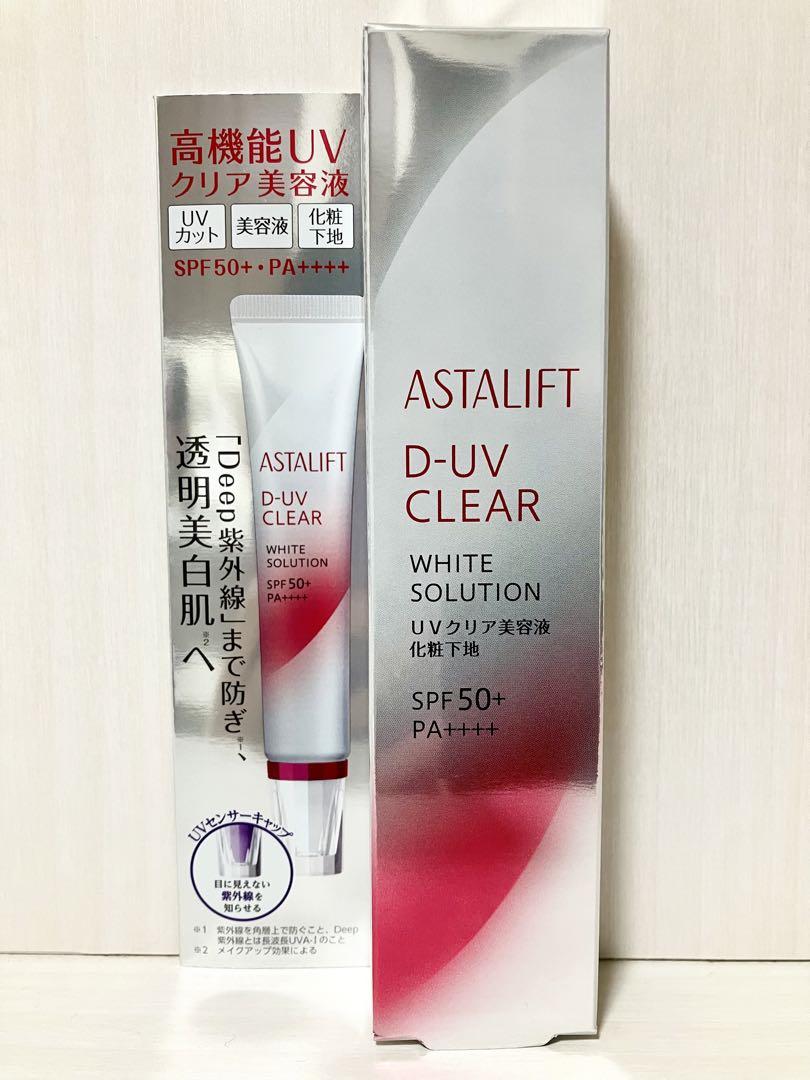 高機能UV
クリア美容液
UV
カット
美容液
化粧
下地
SPF50+・PA++++
「Deep紫外線」まで防ぎ※1、
透明美白肌※2へ
ASTALIFT
D-UV
CLEAR
WHITE
SOLUTION
SPF50+
PA++++
UVセンサーキャップ
目に見えない
紫外線を
知らせる
※1 紫外線を角層上で防ぐこと、Deep
紫外線とは長波長UVA-Iのこと
※2 メイクアップ効果による
ASTALIFT
D-UV
CLEAR
WHITE
SOLUTION
UVクリア美容液
化粧下地
SPF50+
PA++++